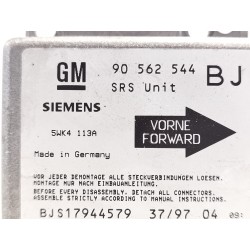 GM 90 562 544 BJ
SRS Unit
SIEMENS
5WK4 113A
VORNE
FORWARD
Made in Germany
VOR JEDER DEMONTAGE ALLE STECKVERBINDUNGEN LOESEN.
MONTAGE NUR NACH EINBAUANLEITUNG.
BEFORE EVERY DISASSEMBLY, DETACH ALL CONNECTORS.
ASSEMBLE STRICTLY ACCORDING TO MANUAL INSTRUCTIONS.
BJS17944579 37/97 04